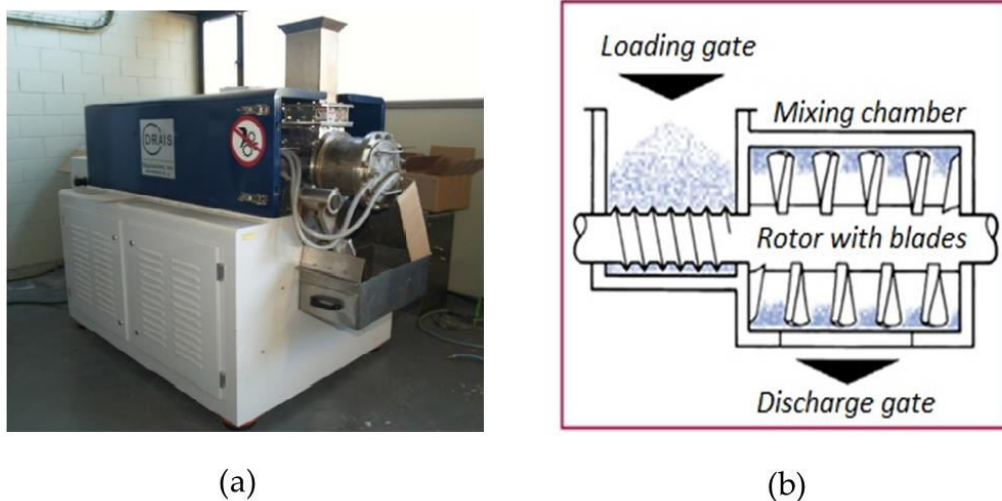 DRAIS
Loading gate
Mixing chamber
Rotor with blades
Discharge gate
(a)
(b)